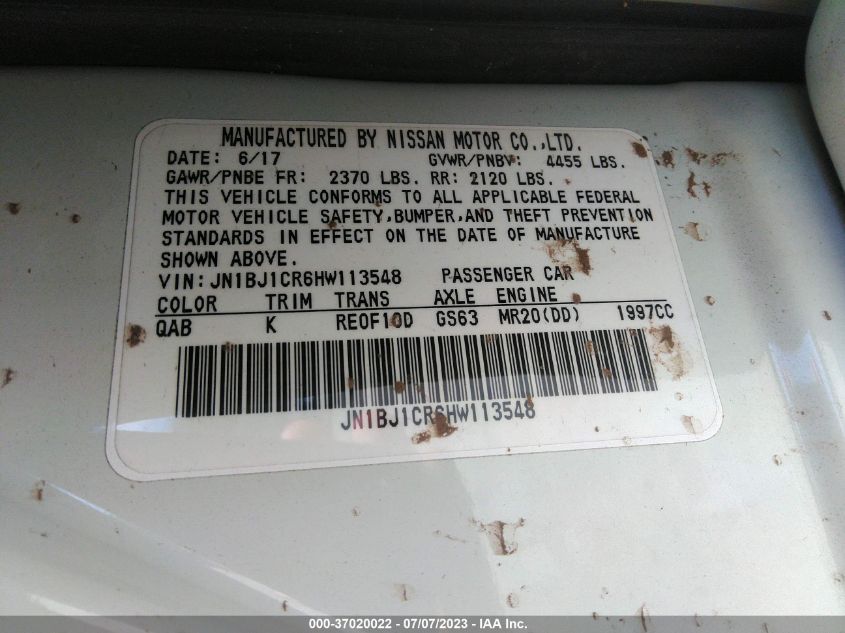 MANUFACTURED BY NISSAN MOTOR CO.,LTD.
DATE: 6/17 GVWR/PNBV: 4455 LBS.
GAWR/PNBE FR: 2370 LBS. RR: 2120 LBS.
THIS VEHICLE CONFORMS TO ALL APPLICABLE FEDERAL
MOTOR VEHICLE SAFETY,BUMPER,AND THEFT PREVENTION
STANDARDS IN EFFECT ON THE DATE OF MANUFACTURE
SHOWN ABOVE.
VIN:JN1BJ1CR6HW113548 PASSENGER CAR
COLOR TRIM TRANS AXLE ENGINE
QAB K RE0F10D GS63 MR20(DD) 1997CC
JN1BJ1CR6HW113548
000-37020022 - 07/07/2023 - IAA Inc.